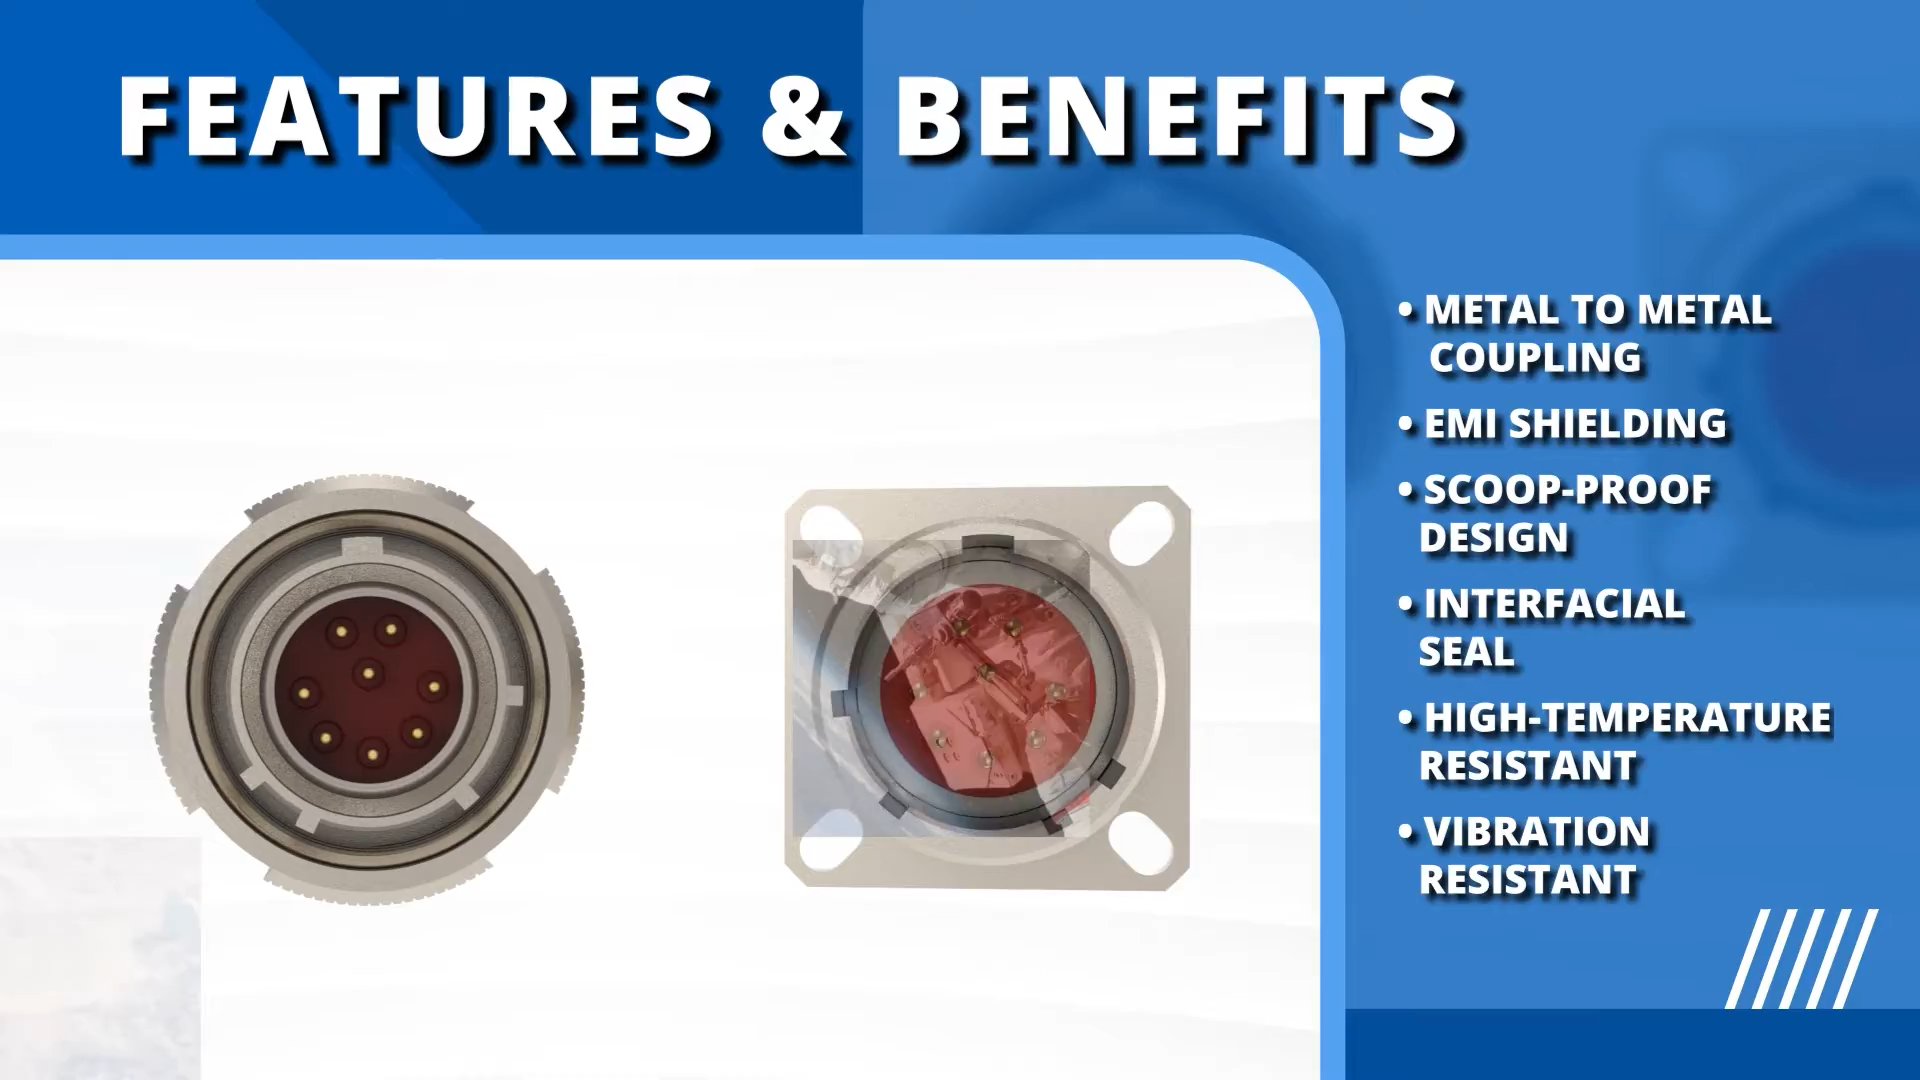 FEATURES & BENEFITS
• METAL TO METAL
COUPLING
• EMI SHIELDING
• SCOOP-PROOF
DESIGN
• INTERFACIAL
SEAL
• HIGH-TEMPERATURE
RESISTANT
• VIBRATION
RESISTANT